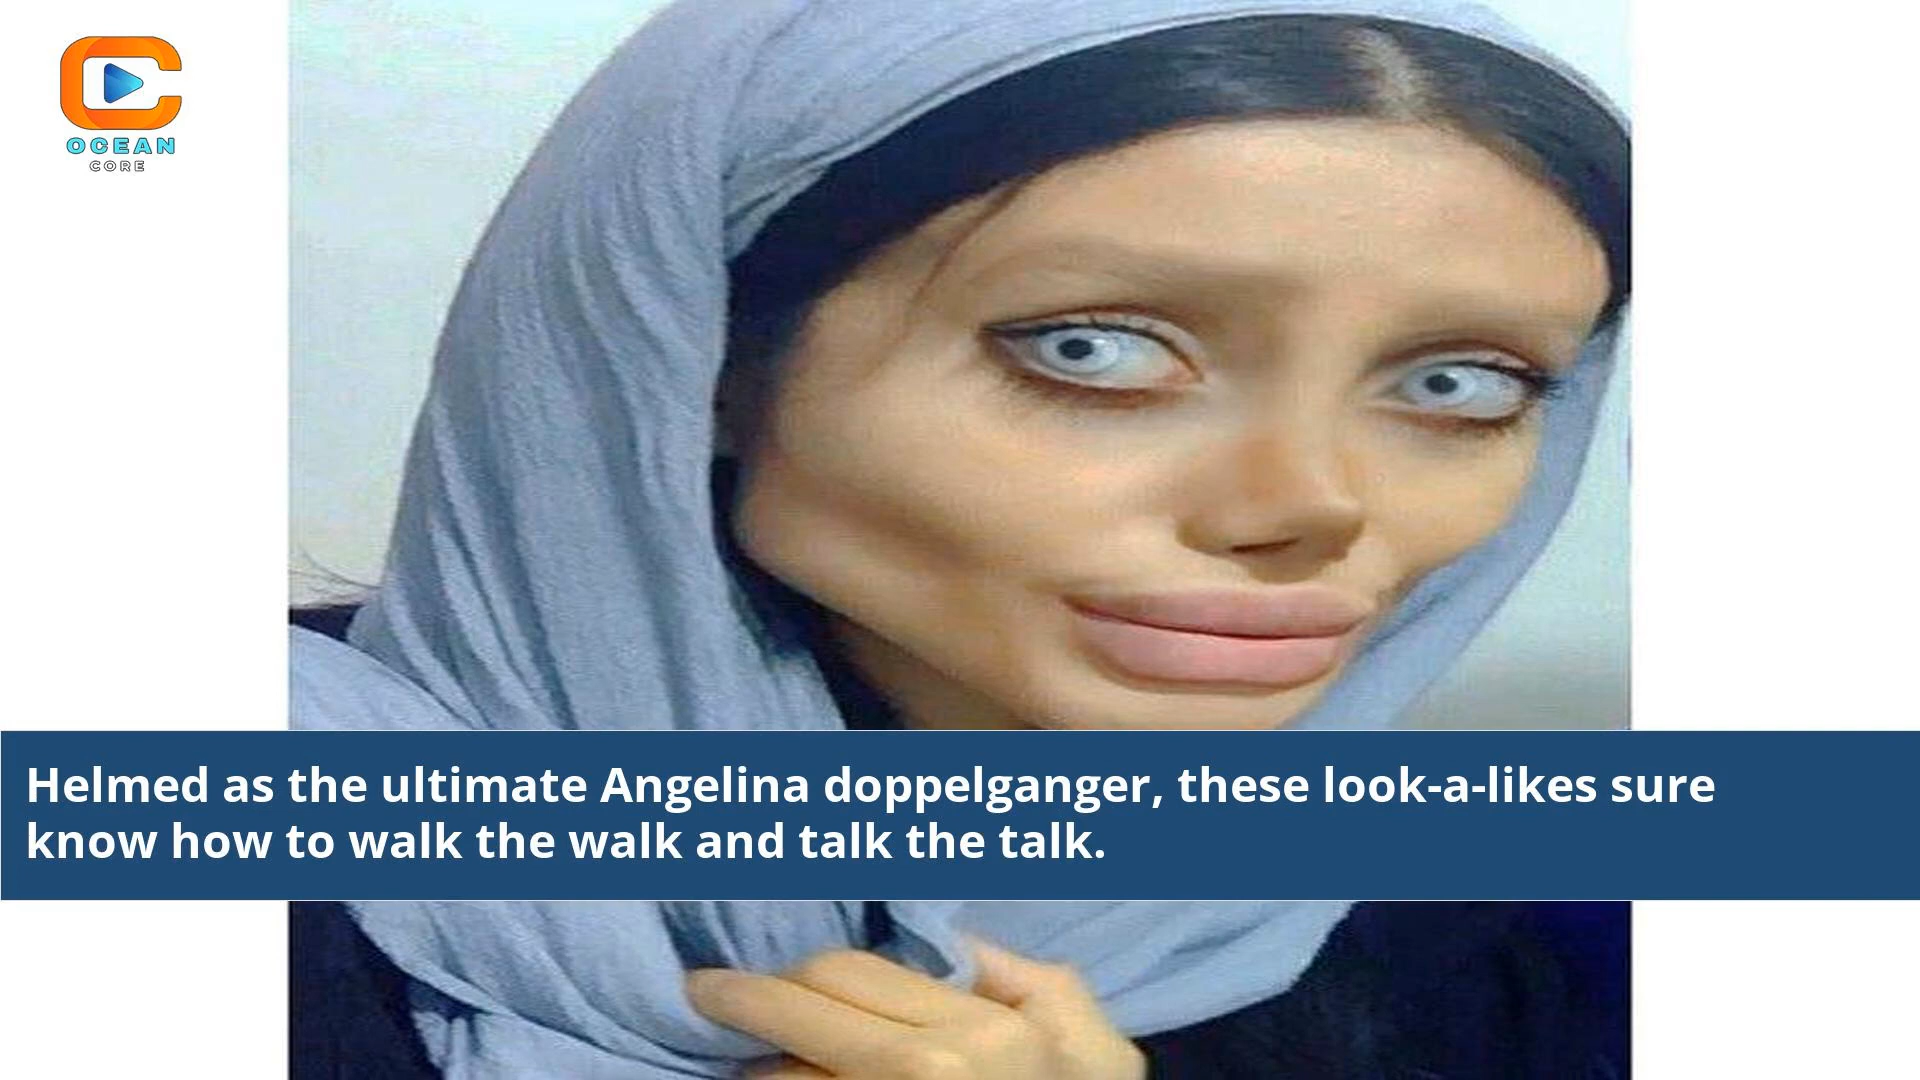 OCEAN
CORE
Helmed as the ultimate Angelina doppelganger, these look-a-likes sure
know how to walk the walk and talk the talk.